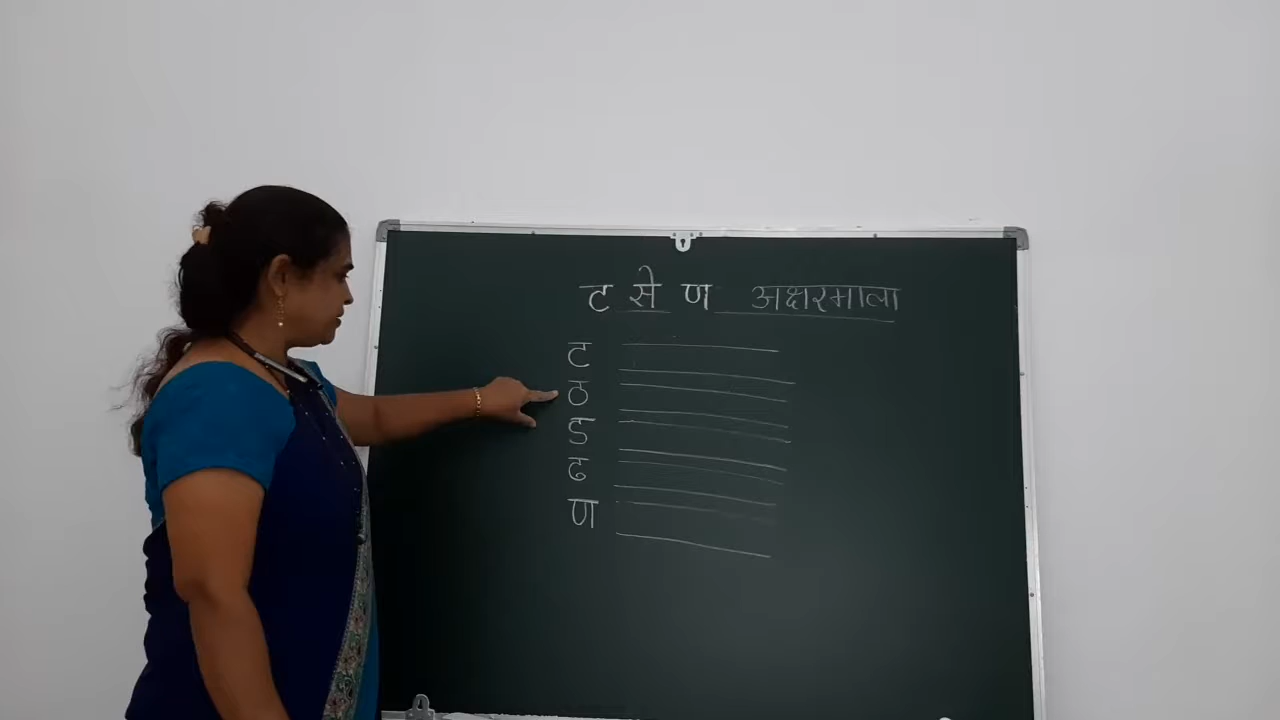 ट से ण अक्षरमाला
ट
ठ
ड
ढ
ण